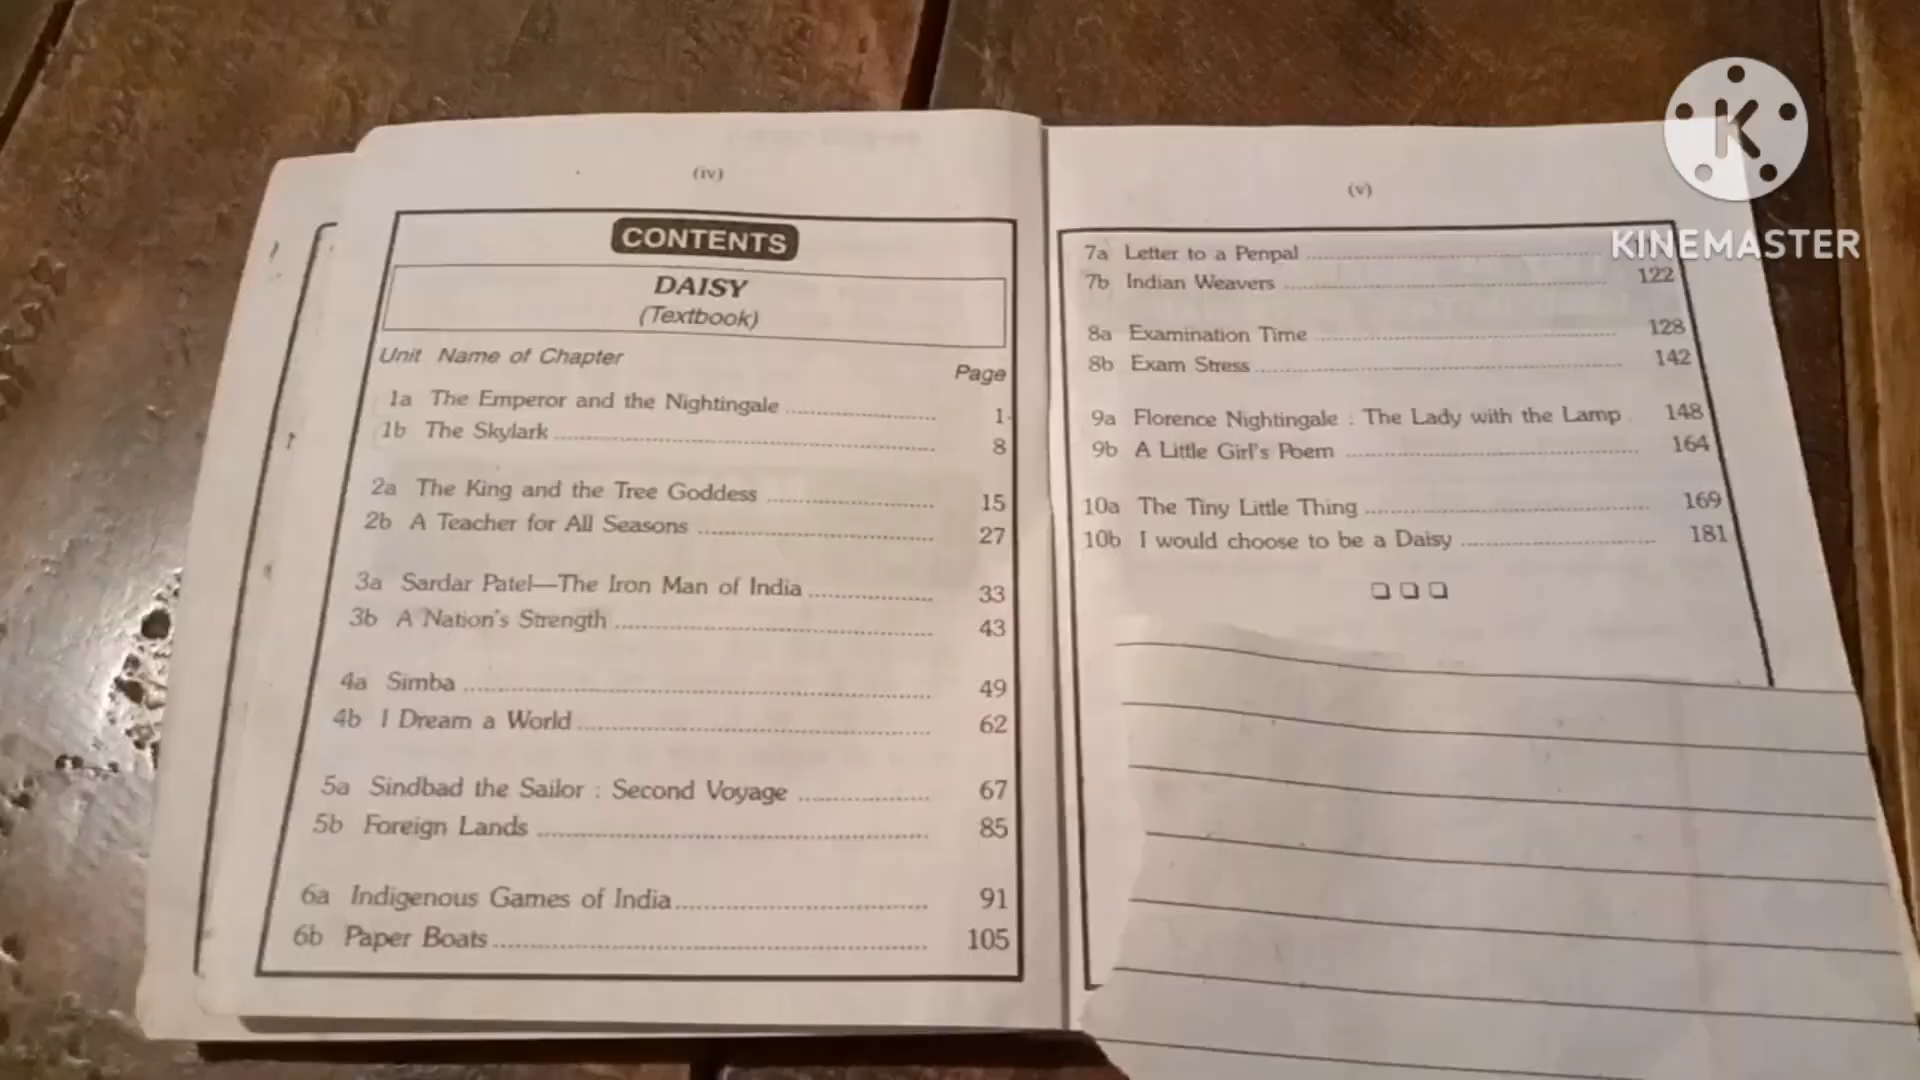 (iv)
CONTENTS
DAISY
(Textbook)
Unit Name of Chapter Page
1a The Emperor and the Nightingale 1
1b The Skylark 8
2a The King and the Tree Goddess 15
2b A Teacher for All Seasons 27
3a Sardar Patel—The Iron Man of India 33
3b A Nation's Strength 43
4a Simba 49
4b I Dream a World 62
5a Sindbad the Sailor : Second Voyage 67
5b Foreign Lands 85
6a Indigenous Games of India 91
6b Paper Boats 105
(v)
7a Letter to a Penpal
7b Indian Weavers 122
8a Examination Time 128
8b Exam Stress 142
9a Florence Nightingale : The Lady with the Lamp 148
9b A Little Girl's Poem 164
10a The Tiny Little Thing 169
10b I would choose to be a Daisy 181
K
KINEMASTER